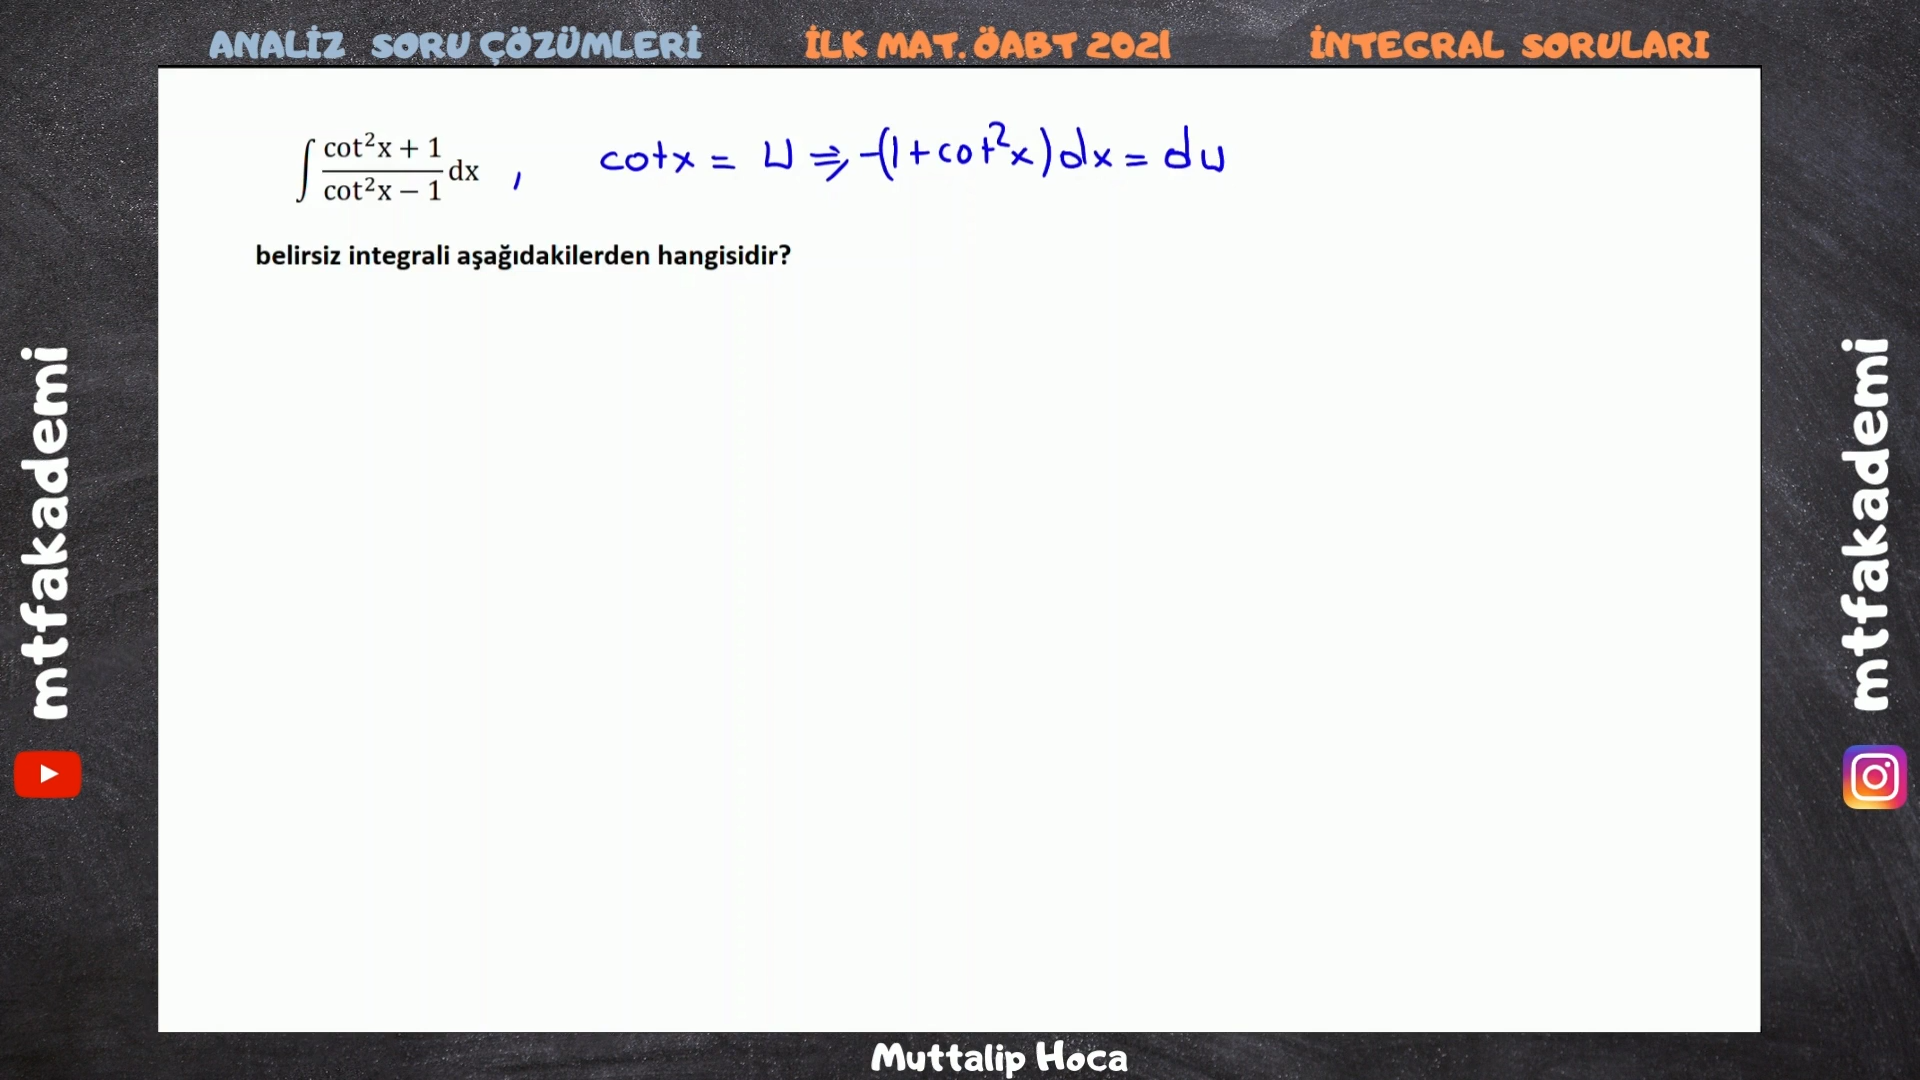 ANALİZ SORU ÇÖZÜMLERİ İLK MAT. ÖABT 2021 İNTEGRAL SORULARI
∫ (cot²x + 1)/(cot²x − 1) dx , cotx = u ⇒ -(1+cot²x)dx = du
belirsiz integrali aşağıdakilerden hangisidir?
mtfakademi
mtfakademi
Muttalip Hoca